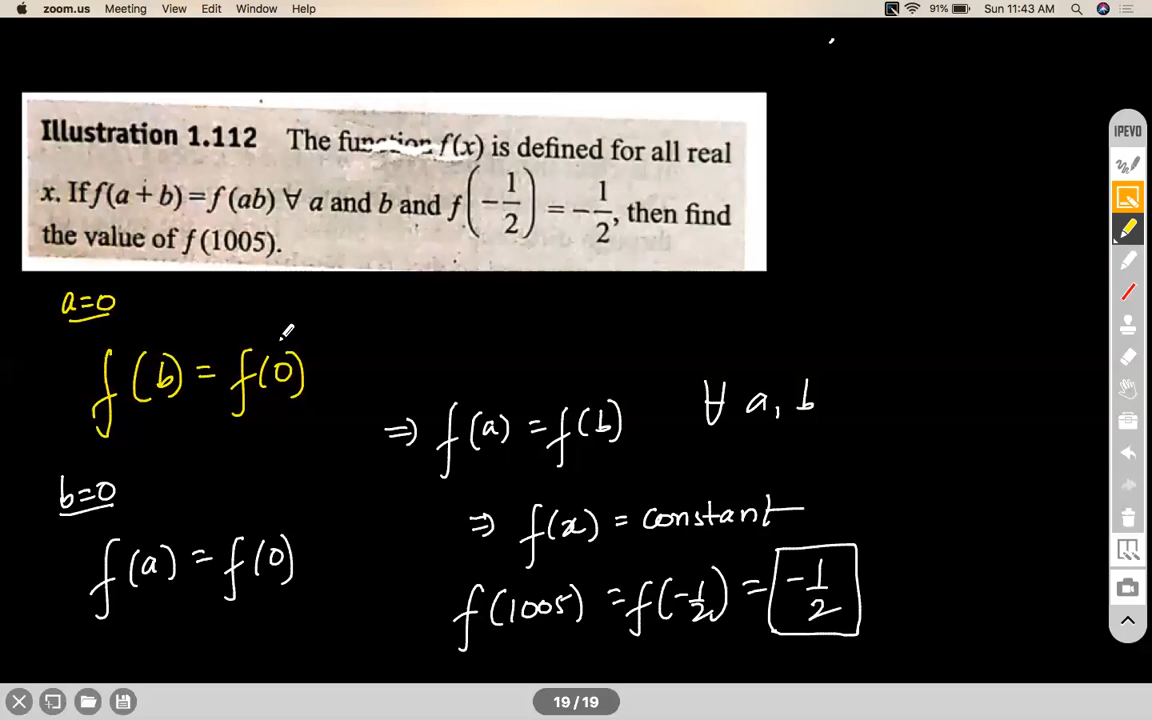 zoom.us Meeting View Edit Window Help 91% Sun 11:43 AM
Illustration 1.112 The function f(x) is defined for all real
x. If f(a + b) = f(ab) ∀ a and b and f(-1/2) = -1/2, then find
the value of f(1005).
IPEVO
a=0
f(b) = f(0)
⇒ f(a) = f(b) ∀ a, b
b=0
⇒ f(x) = constant
f(a) = f(0)
f(1005) = f(-1/2) = -1/2
19/19